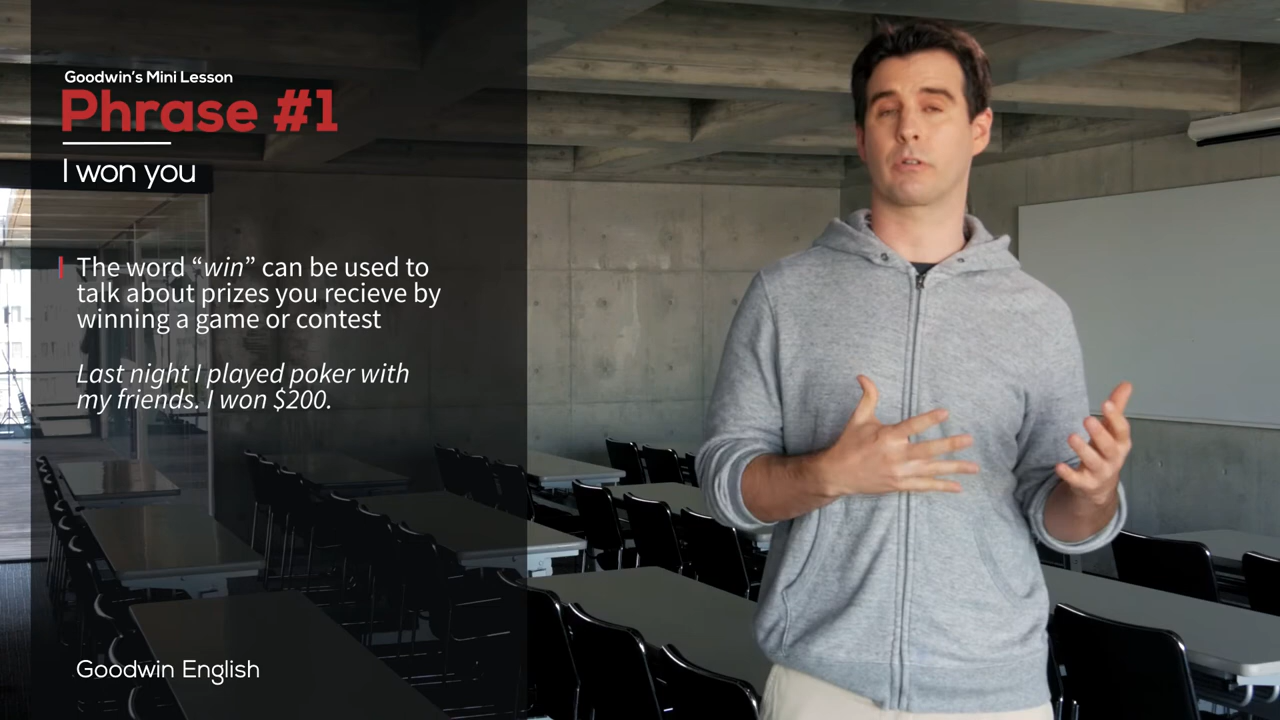 Goodwin's Mini Lesson
Phrase #1
I won you
The word “win” can be used to
talk about prizes you recieve by
winning a game or contest
Last night I played poker with
my friends. I won $200.
Goodwin English